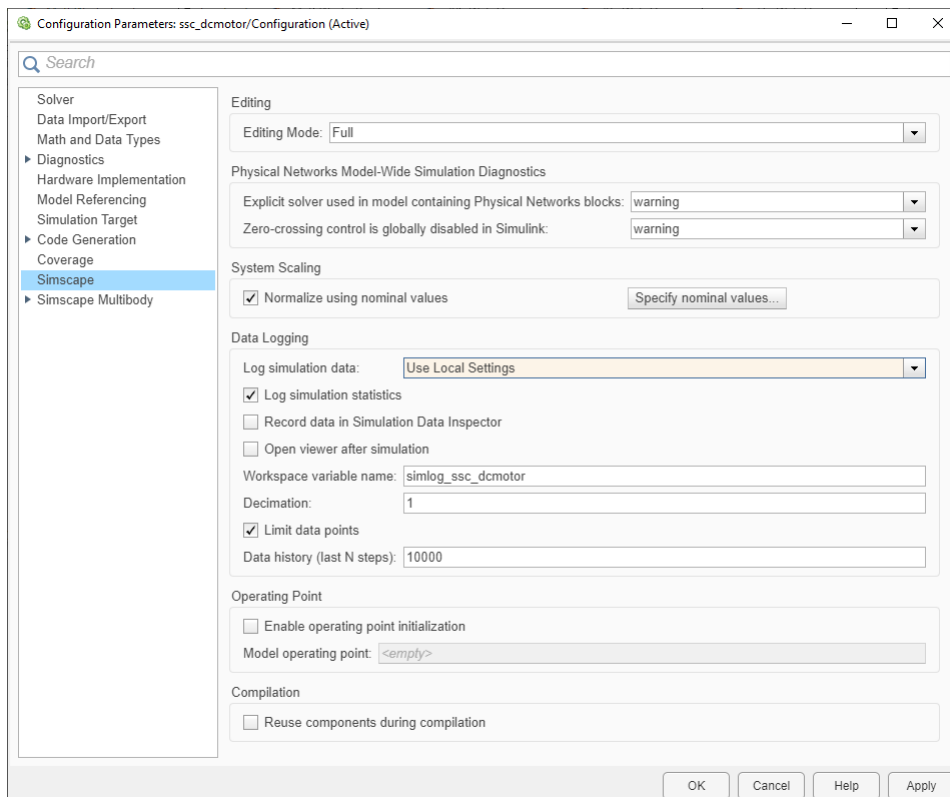 Configuration Parameters: ssc_dcmotor/Configuration (Active)
Search
Solver
Data Import/Export
Math and Data Types
Diagnostics
Hardware Implementation
Model Referencing
Simulation Target
Code Generation
Coverage
Simscape
Simscape Multibody
Editing
Editing Mode: Full
Physical Networks Model-Wide Simulation Diagnostics
Explicit solver used in model containing Physical Networks blocks: warning
Zero-crossing control is globally disabled in Simulink: warning
System Scaling
Normalize using nominal values Specify nominal values...
Data Logging
Log simulation data: Use Local Settings
Log simulation statistics
Record data in Simulation Data Inspector
Open viewer after simulation
Workspace variable name: simlog_ssc_dcmotor
Decimation: 1
Limit data points
Data history (last N steps): 10000
Operating Point
Enable operating point initialization
Model operating point: <empty>
Compilation
Reuse components during compilation
OK Cancel Help Apply